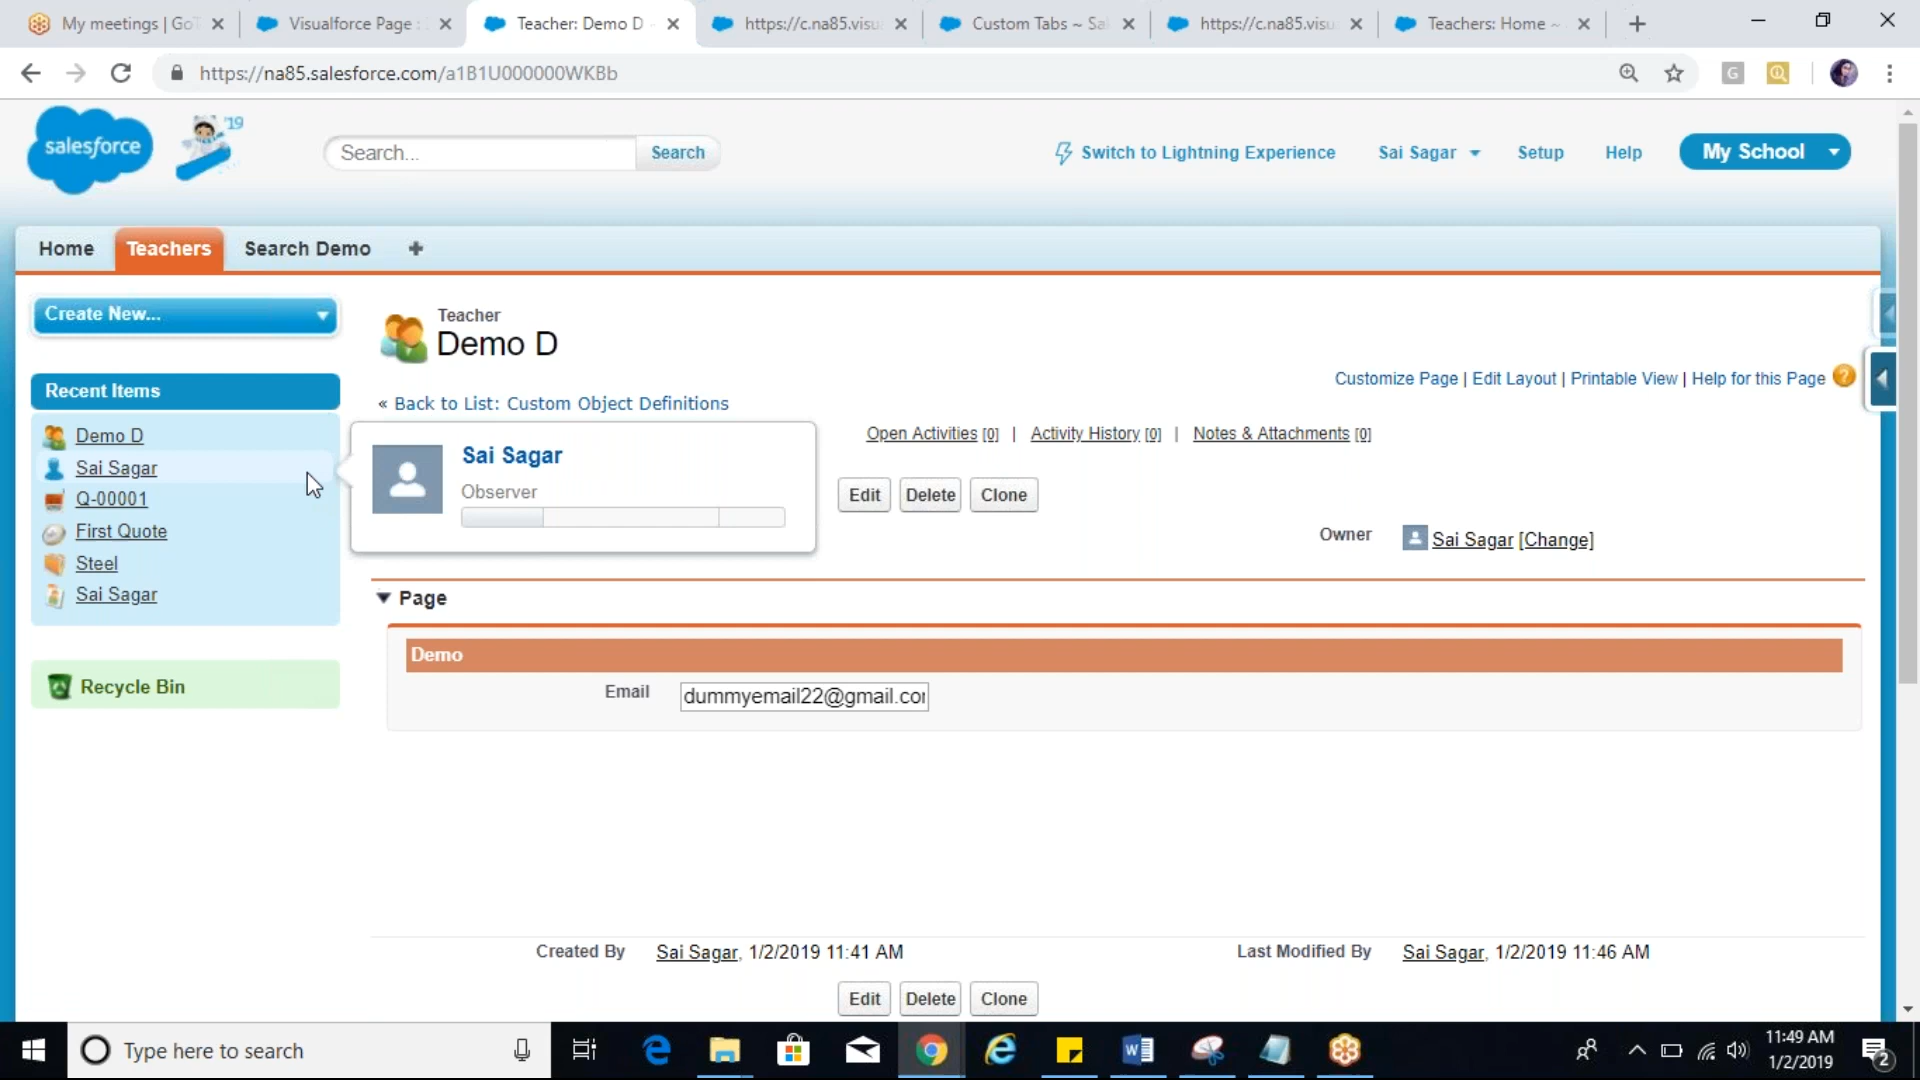 My meetings | GoT
Visualforce Page :
Teacher: Demo D
https://c.na85.visu
Custom Tabs ~ Sal
https://c.na85.visu
Teachers: Home ~
https://na85.salesforce.com/a1B1U000000WKBb
G
salesforce
'19
Search...
Search
Switch to Lightning Experience
Sai Sagar
Setup
Help
My School
Home
Teachers
Search Demo
+
Create New...
Recent Items
Demo D
Sai Sagar
Q-00001
First Quote
Steel
Sai Sagar
Recycle Bin
Teacher
Demo D
Customize Page | Edit Layout | Printable View | Help for this Page
?
« Back to List: Custom Object Definitions
Sai Sagar
Observer
Open Activities [0] | Activity History [0] | Notes & Attachments [0]
Edit
Delete
Clone
Owner
Sai Sagar [Change]
Page
Demo
Email
dummyemail22@gmail.co
Created By
Sai Sagar, 1/2/2019 11:41 AM
Last Modified By
Sai Sagar, 1/2/2019 11:46 AM
Edit
Delete
Clone
Type here to search
11:49 AM
1/2/2019
2